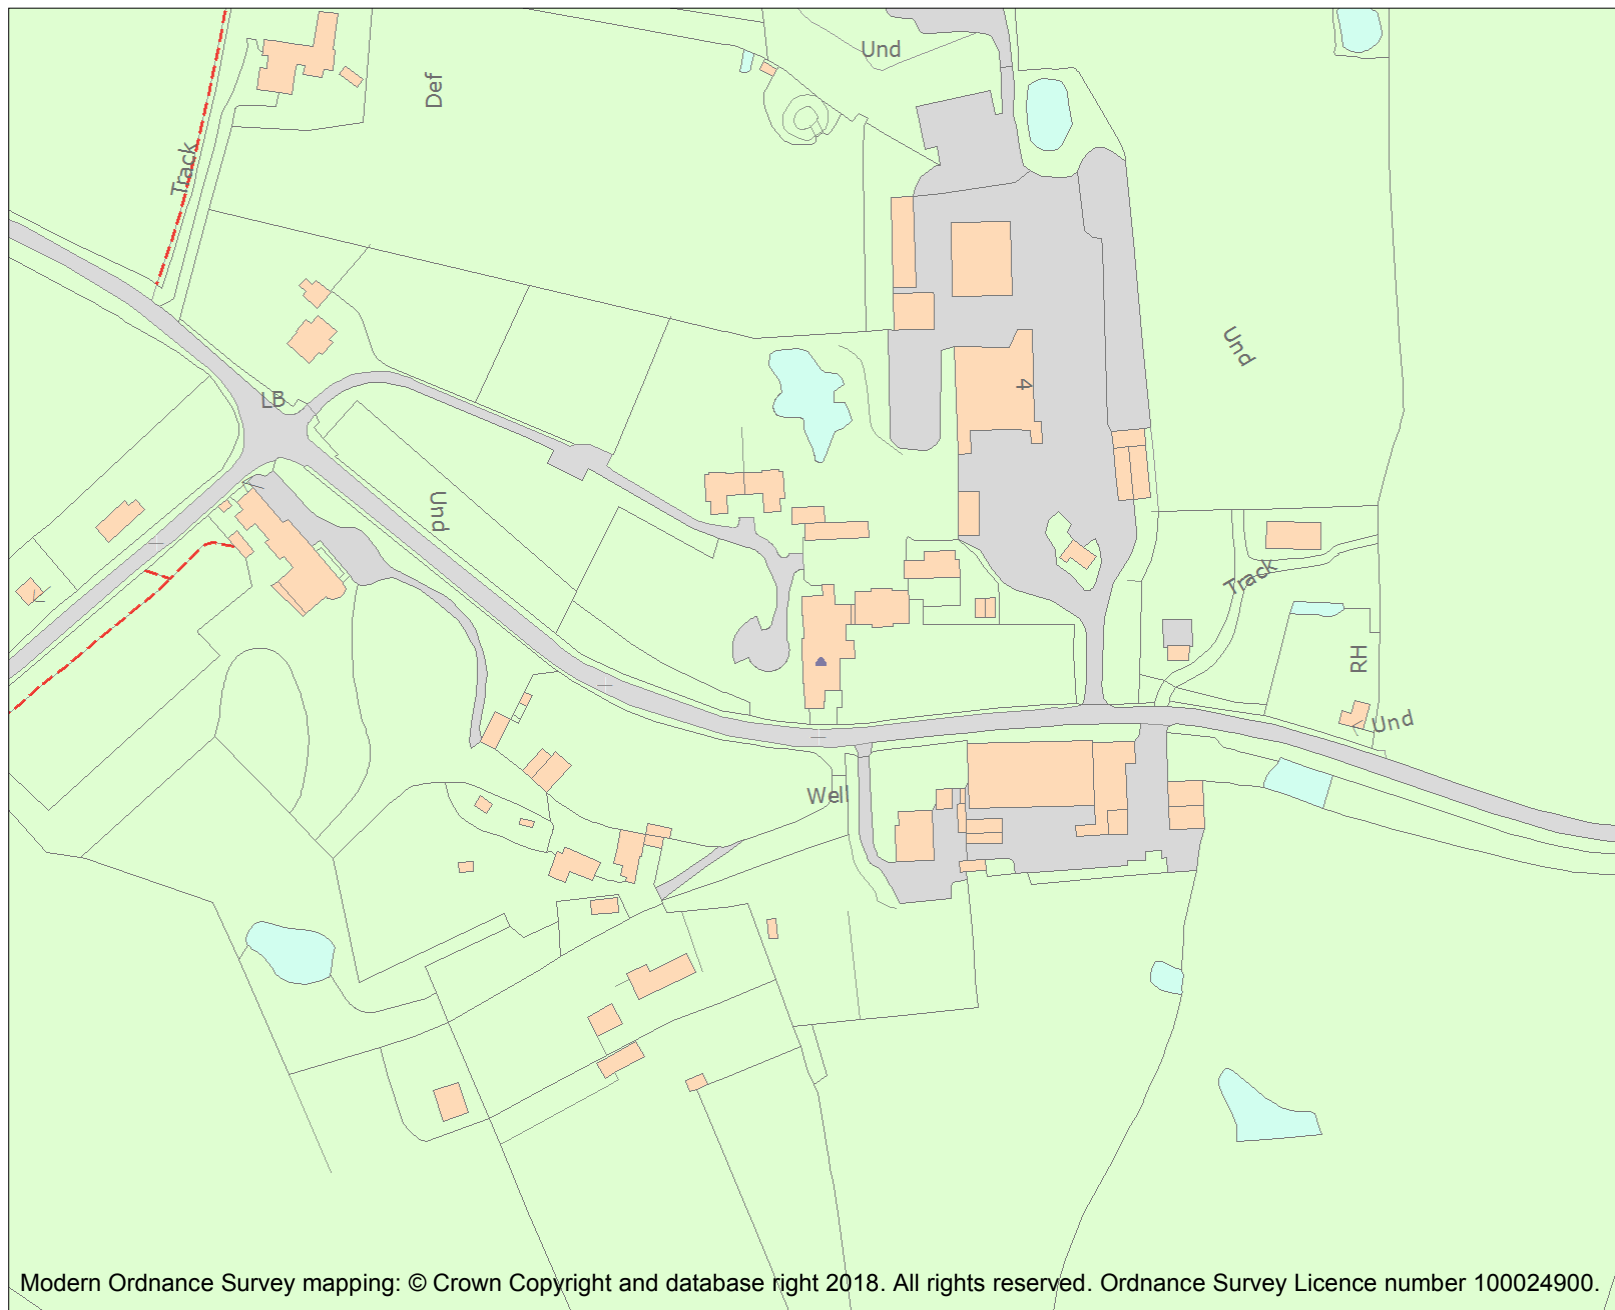 Und
Def
Track
Und
LB
4
Und
Track
RH
Und
Well
Modern Ordnance Survey mapping: © Crown Copyright and database right 2018. All rights reserved. Ordnance Survey Licence number 100024900.